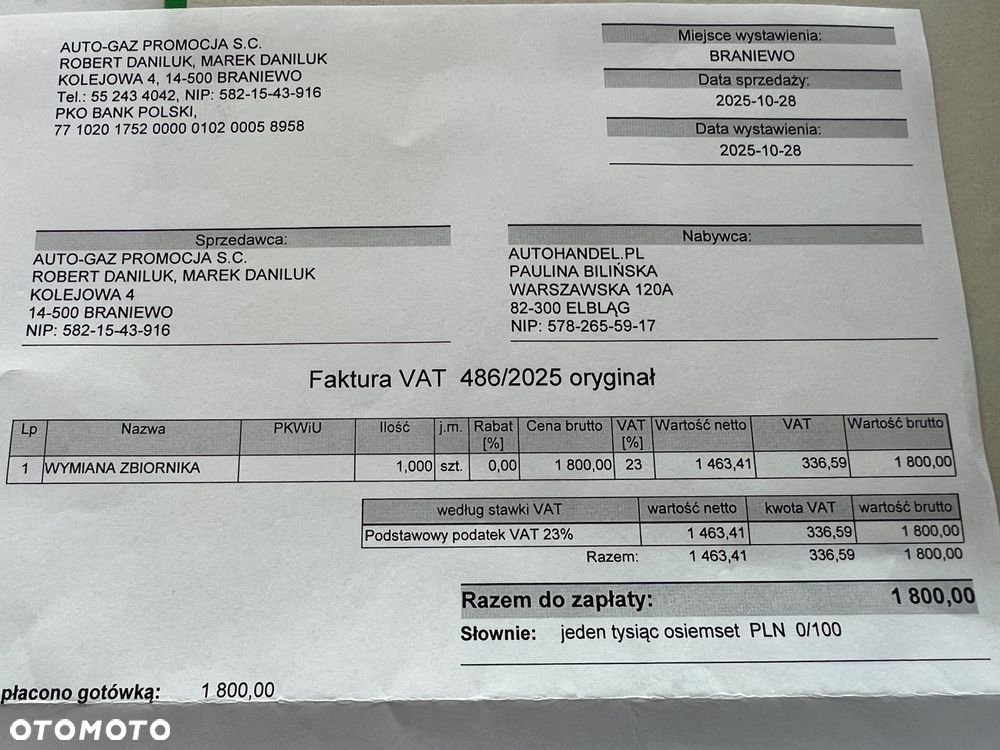 AUTO-GAZ PROMOCJA S.C.
ROBERT DANILUK, MAREK DANILUK
KOLEJOWA 4, 14-500 BRANIEWO
Tel.: 55 243 4042, NIP: 582-15-43-916
PKO BANK POLSKI,
77 1020 1752 0000 0102 0005 8958
Miejsce wystawienia:
BRANIEWO
Data sprzedaży:
2025-10-28
Data wystawienia:
2025-10-28
Sprzedawca:
AUTO-GAZ PROMOCJA S.C.
ROBERT DANILUK, MAREK DANILUK
KOLEJOWA 4
14-500 BRANIEWO
NIP: 582-15-43-916
Nabywca:
AUTOHANDEL.PL
PAULINA BILIŃSKA
WARSZAWSKA 120A
82-300 ELBLĄG
NIP: 578-265-59-17
Faktura VAT 486/2025 oryginał
Lp Nazwa PKWiU Ilość j.m. Rabat [%] Cena brutto VAT [%] Wartość netto VAT Wartość brutto
1 WYMIANA ZBIORNIKA 1,000 szt. 0,00 1 800,00 23 1 463,41 336,59 1 800,00
według stawki VAT wartość netto kwota VAT wartość brutto
Podstawowy podatek VAT 23% 1 463,41 336,59 1 800,00
Razem: 1 463,41 336,59 1 800,00
Razem do zapłaty: 1 800,00
Słownie: jeden tysiąc osiemset PLN 0/100
płacono gotówką: 1 800,00
OTOMOTO